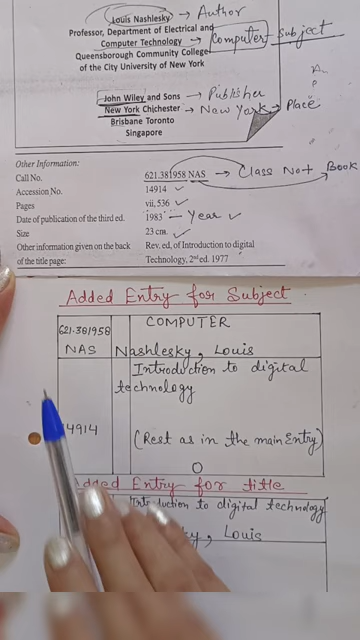 Louis Nashlesky → Author
Professor, Department of Electrical and
Computer Technology → Computer - Subject
Queensborough Community College
of the City University of New York
John Wiley and Sons → Publisher
New York Chichester → New York → Place
Brisbane Toronto
Singapore
Other Information:
Call No. 621.381958 NAS → Class No + Book
Accession No. 14914 ✓
Pages vii, 536 ✓
Date of publication of the third ed. 1983 — Year ✓
Size 23 cm. ✓
Other information given on the back Rev, ed, of Introduction to digital
of the title page: Technology, 2nd ed. 1977
Added Entry for Subject
621.381958 COMPUTER
NAS Nashlesky, Louis
Introduction to digital
technology
4914 (Rest as in the main Entry)
O
Added Entry for title
Introduction to digital technology
Louis